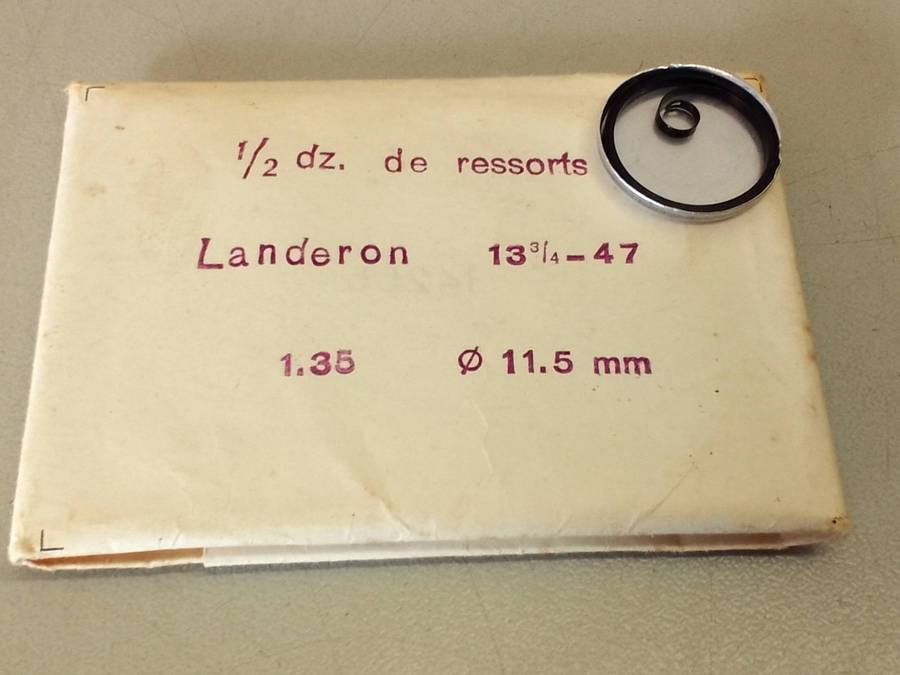 1/2 dz. de ressorts
Landeron 13 3/4 - 47
1.35 Ø 11.5 mm